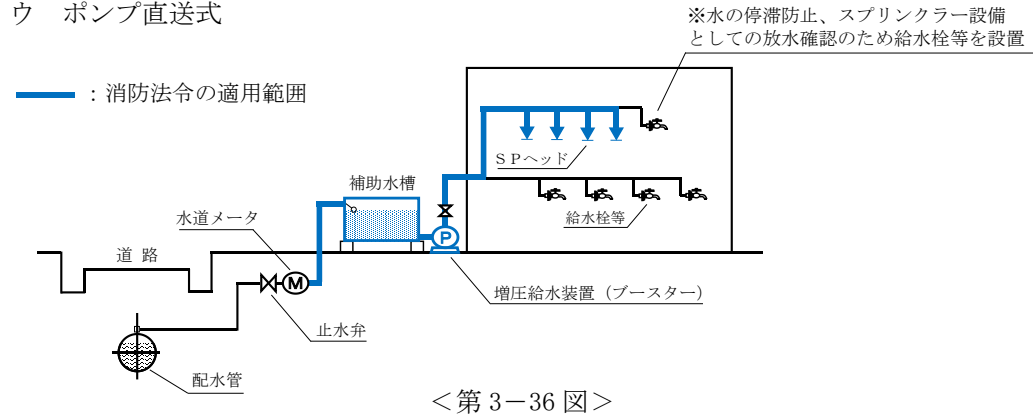 ウ　ポンプ直送式
※水の停滞防止、スプリンクラー設備
としての放水確認のため給水栓等を設置
：消防法令の適用範囲
ＳＰヘッド
補助水槽
水道メータ
給水栓等
道 路
P
M
増圧給水装置（ブースター）
止水弁
配水管
＜第 3－36 図＞